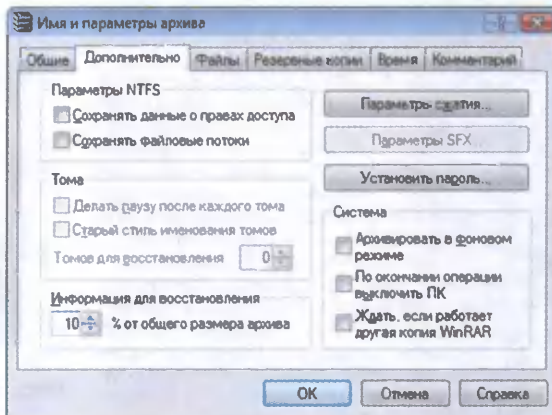 Имя и параметры архива
Общие Дополнительно Файлы Резервные копии Время Комментарий
Параметры NTFS
Сохранять данные о правах доступа
Сохранять файловые потоки
Параметры сжатия...
Параметры SFX...
Установить пароль...
Тома
Делать паузу после каждого тома
Старый стиль именования томов
Томов для восстановления 0
Информация для восстановления
10 % от общего размера архива
Система
Архивировать в фоновом
режиме
По окончании операции
выключить ПК
Ждать, если работает
другая копия WinRAR
OK Отмена Справка